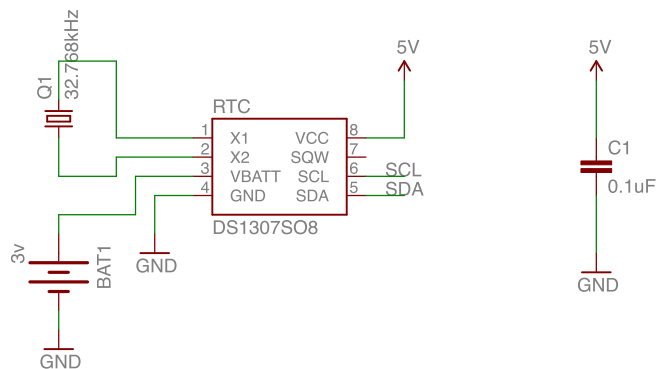 Q1
32.768kHz
RTC
1 X1 VCC 8
2 X2 SQW 7
3 VBATT SCL 6 SCL
4 GND SDA 5 SDA
DS1307SO8
5V
5V
C1
0.1uF
GND
GND
3v
BAT1
GND